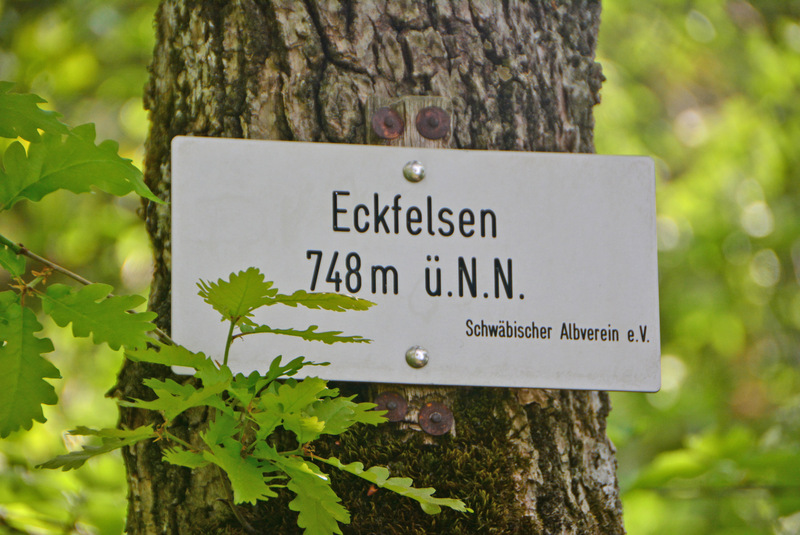 Eckfelsen
748 m ü.N.N.
Schwäbischer Albverein e.V.